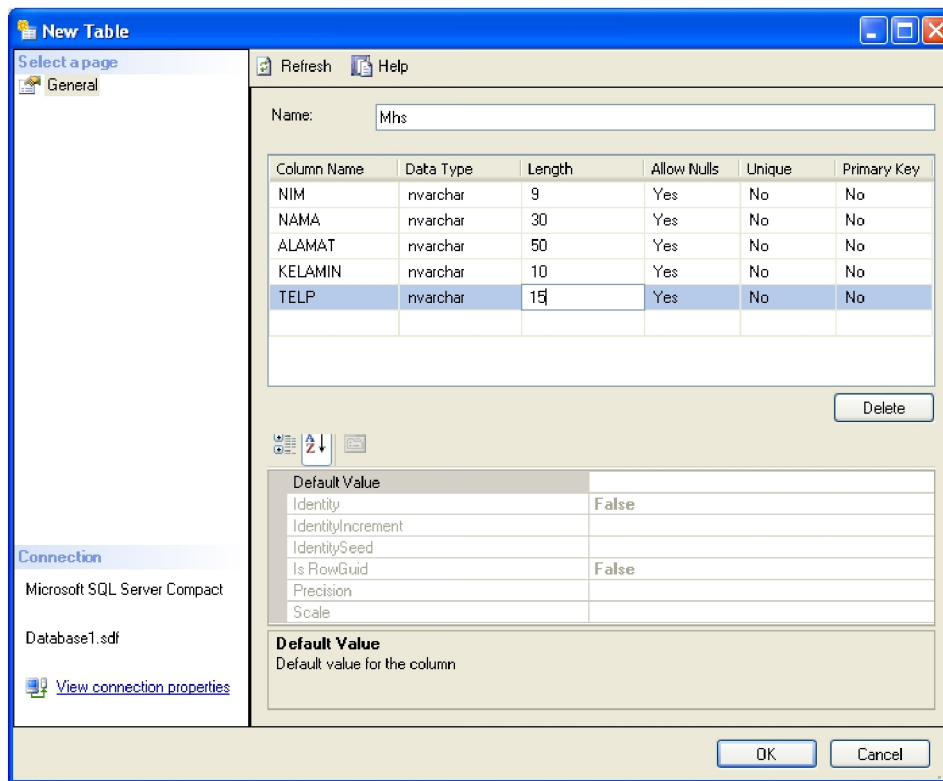 New Table
Select a page
General
Refresh Help
Name: Mhs
Column Name Data Type Length Allow Nulls Unique Primary Key
NIM nvarchar 9 Yes No No
NAMA nvarchar 30 Yes No No
ALAMAT nvarchar 50 Yes No No
KELAMIN nvarchar 10 Yes No No
TELP nvarchar 15 Yes No No
Delete
Default Value
Identity False
IdentityIncrement
IdentitySeed
Is RowGuid False
Precision
Scale
Default Value
Default value for the column
Connection
Microsoft SQL Server Compact
Database1.sdf
View connection properties
OK Cancel